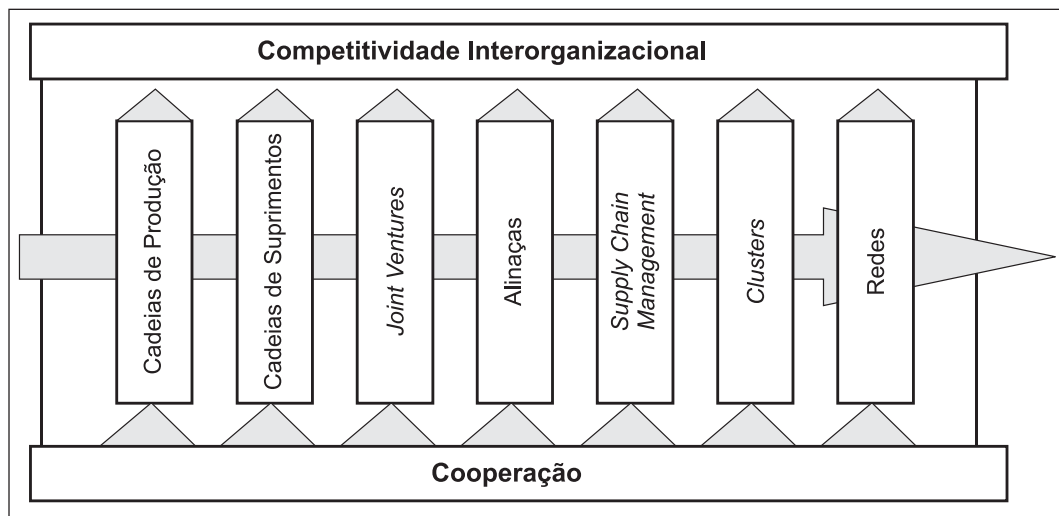 Competitividade Interorganizacional
Cadeias de Produção
Cadeias de Suprimentos
Joint Ventures
Alinaças
Supply Chain
Management
Clusters
Redes
Cooperação